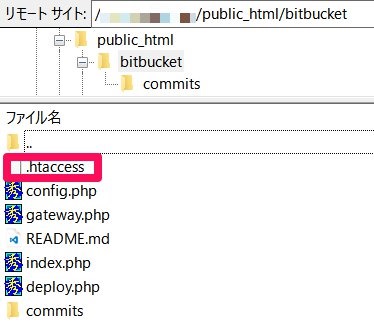 リモート サイト: / /public_html/bitbucket
public_html
bitbucket
commits
ファイル名
..
.htaccess
config.php
gateway.php
README.md
index.php
deploy.php
commits